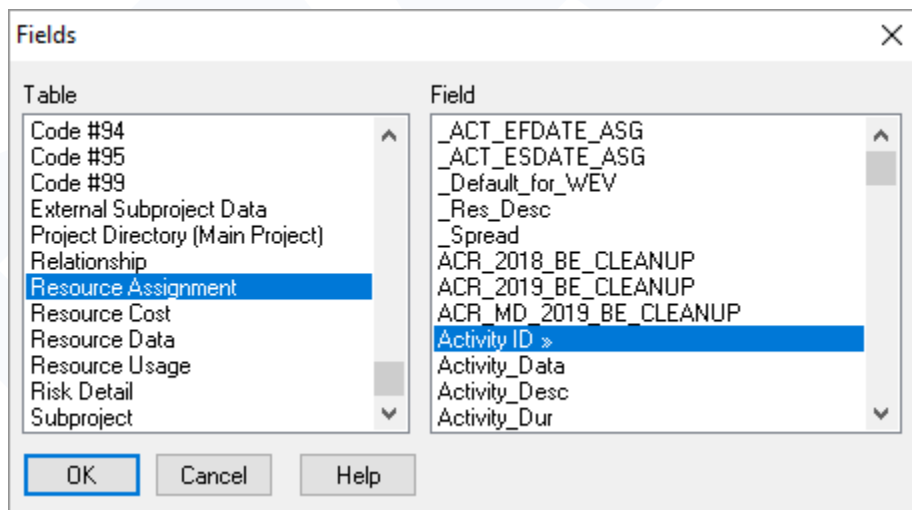 Fields
Table
Code #94
Code #95
Code #99
External Subproject Data
Project Directory (Main Project)
Relationship
Resource Assignment
Resource Cost
Resource Data
Resource Usage
Risk Detail
Subproject
Field
_ACT_EFDATE_ASG
_ACT_ESDATE_ASG
_Default_for_WEV
_Res_Desc
_Spread
ACR_2018_BE_CLEANUP
ACR_2019_BE_CLEANUP
ACR_MD_2019_BE_CLEANUP
Activity ID »
Activity_Data
Activity_Desc
Activity_Dur
OK Cancel Help